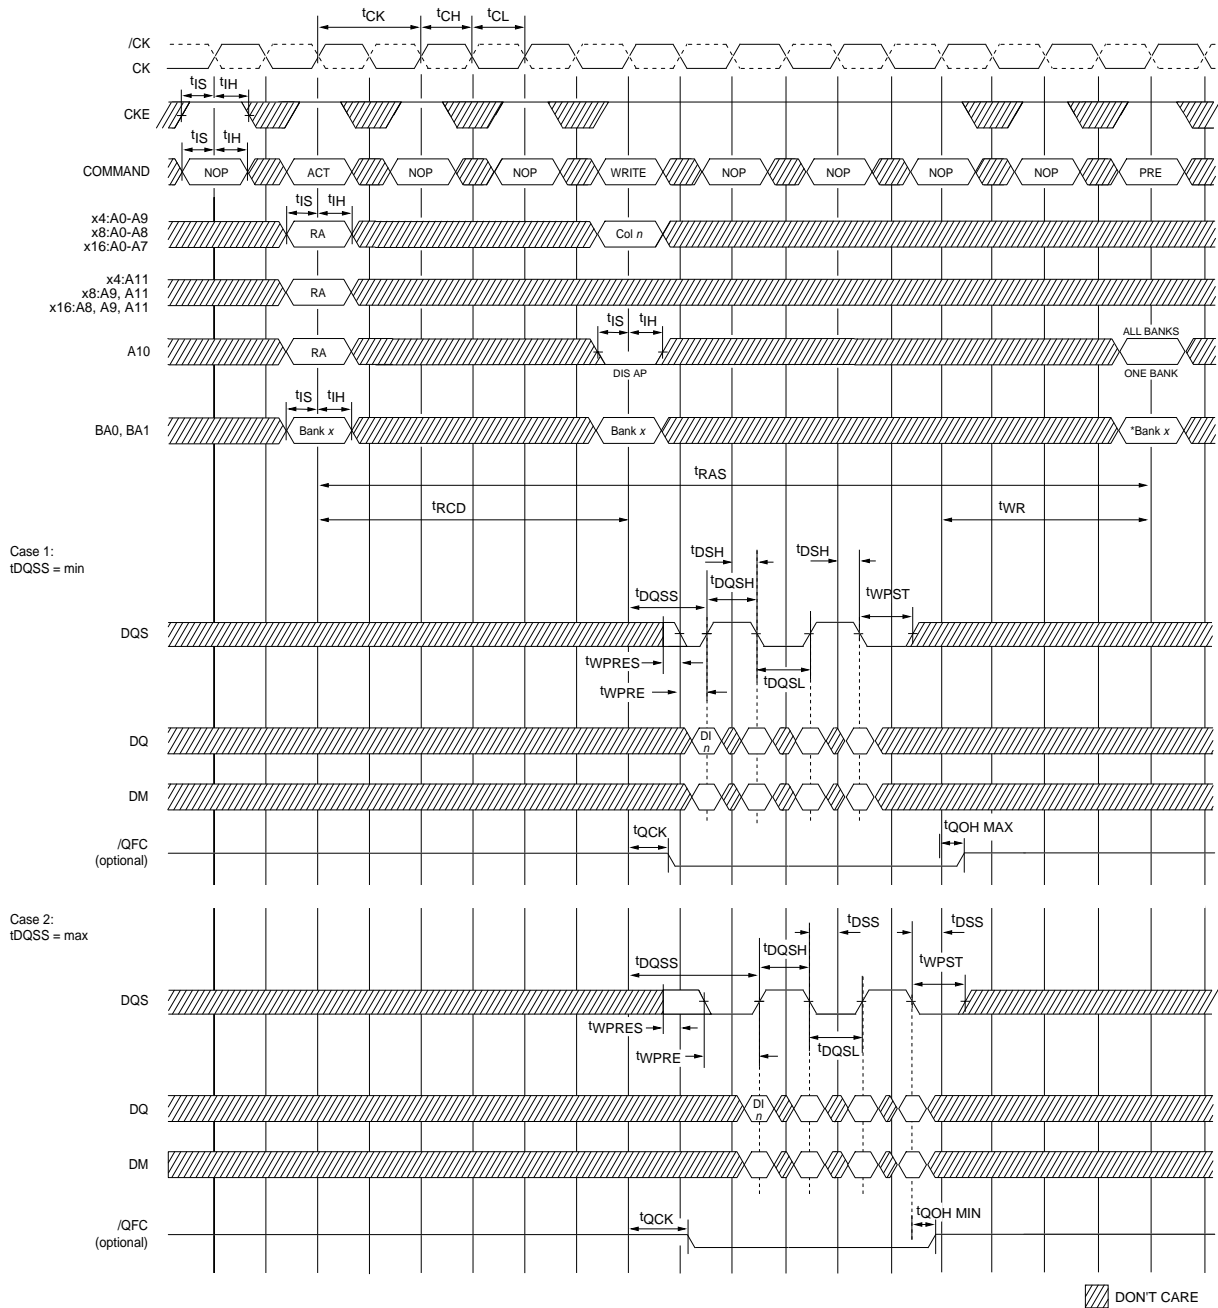 tCK tCH tCL
/CK
CK
tIS tIH
CKE
tIS tIH
COMMAND NOP ACT NOP NOP WRITE NOP NOP NOP NOP PRE
tIS tIH
x4:A0-A9
x8:A0-A8
x16:A0-A7
RA Col n
x4:A11
x8:A9, A11
x16:A8, A9, A11
RA
tIS tIH
ALL BANKS
A10 RA
DIS AP ONE BANK
tIS tIH
BA0, BA1 Bank x Bank x *Bank x
tRAS
tRCD tWR
Case 1:
tDQSS = min
tDSH tDSH
tDQSH
tDQSS tWPST
DQS
tWPRES
tDQSL
tWPRE
DQ DI
n
DM
tQCK tQOH MAX
/QFC
(optional)
Case 2:
tDQSS = max
tDSS tDSS
tDQSH
tDQSS tWPST
DQS
tWPRES
tWPRE tDQSL
DQ DI
n
DM
tQCK tQOH MIN
/QFC
(optional)
DON'T CARE